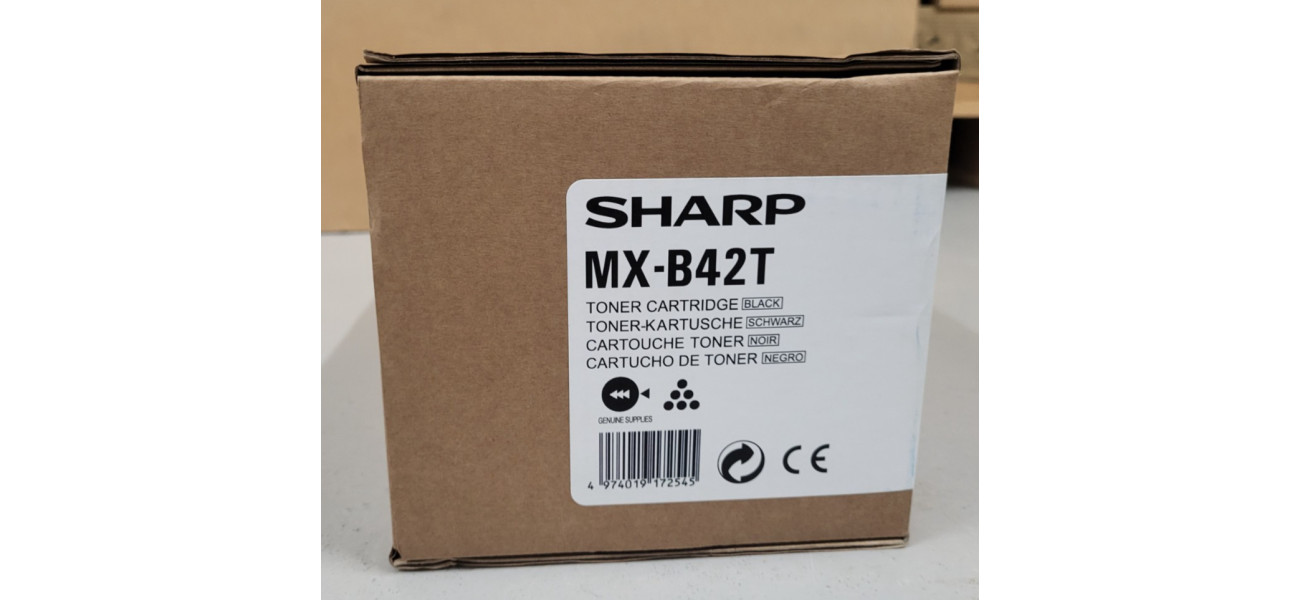 SHARP
MX-B42T
TONER CARTRIDGE BLACK
TONER-KARTUSCHE SCHWARZ
CARTOUCHE TONER NOIR
CARTUCHO DE TONER NEGRO
GENUINE SUPPLIES
4 974019 172545
CE